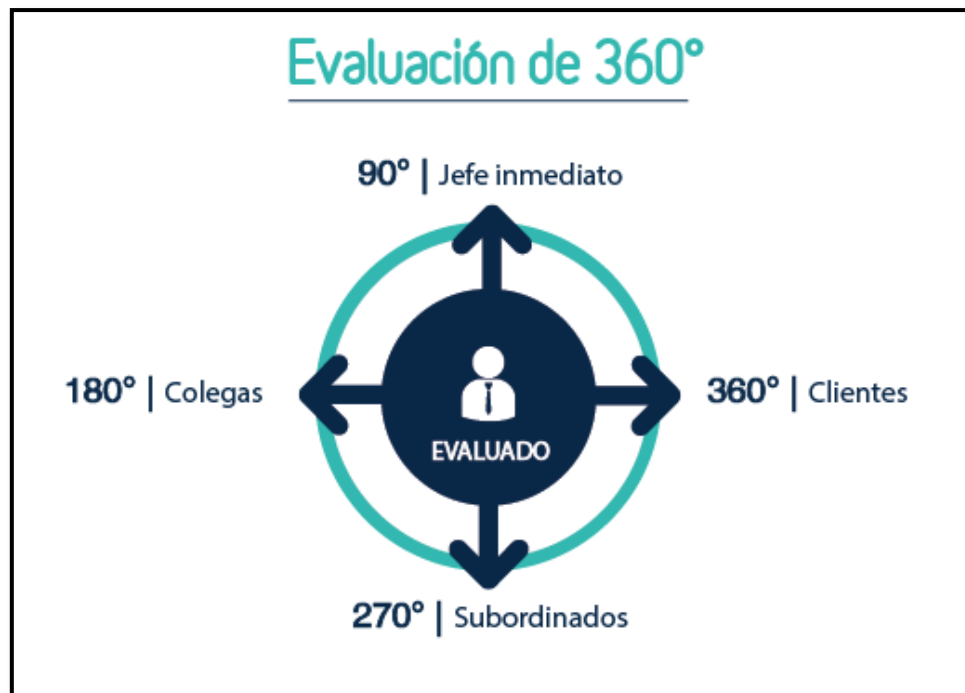 Evaluación de 360°
90° | Jefe inmediato
180° | Colegas
360° | Clientes
EVALUADO
270° | Subordinados